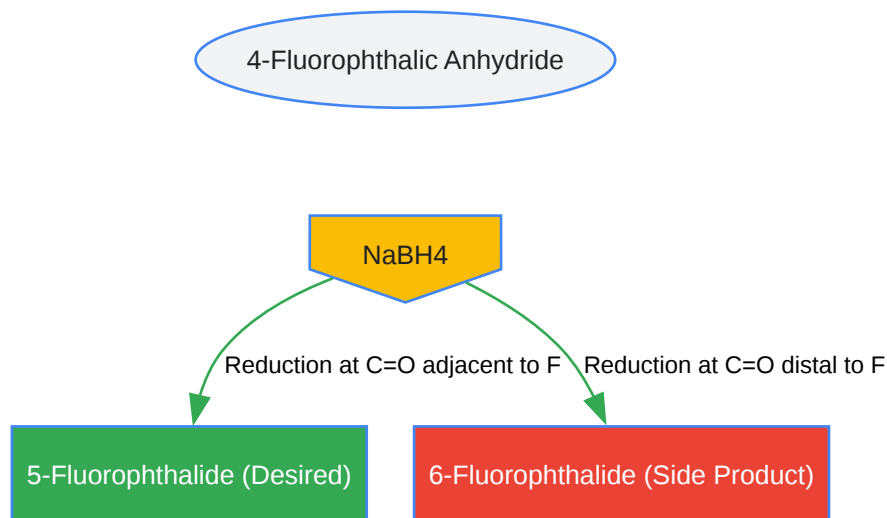 4-Fluorophthalic Anhydride
NaBH4
Reduction at C=O adjacent to F
Reduction at C=O distal to F
5-Fluorophthalide (Desired)
6-Fluorophthalide (Side Product)